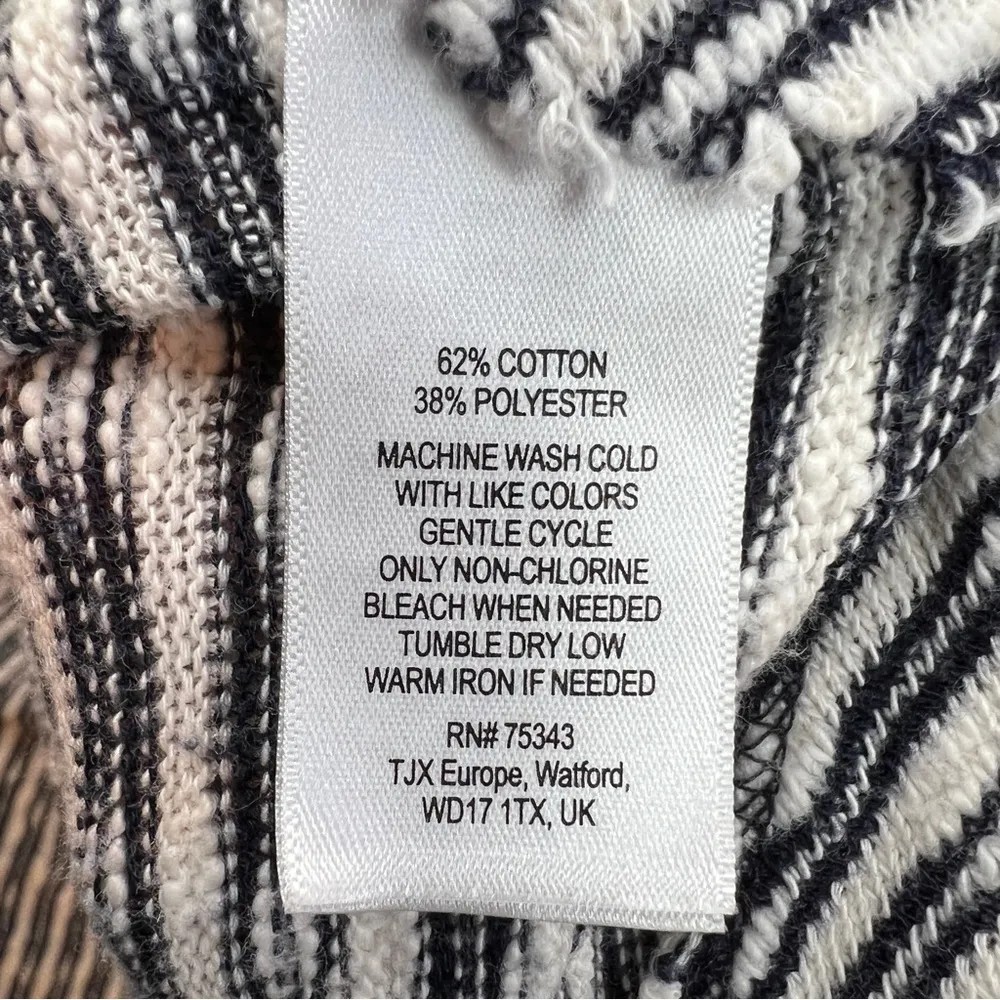 62% COTTON
38% POLYESTER
MACHINE WASH COLD
WITH LIKE COLORS
GENTLE CYCLE
ONLY NON-CHLORINE
BLEACH WHEN NEEDED
TUMBLE DRY LOW
WARM IRON IF NEEDED
RN# 75343
TJX Europe, Watford,
WD17 1TX, UK